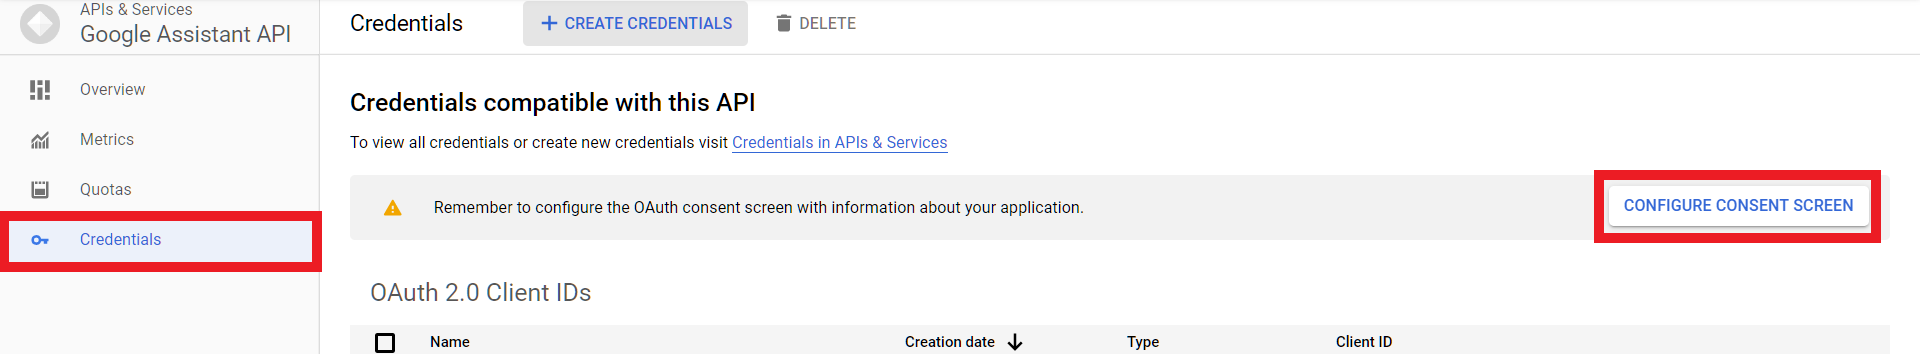 APIs & Services
Google Assistant API
Overview
Metrics
Quotas
Credentials
Credentials
CREATE CREDENTIALS
DELETE
Credentials compatible with this API
To view all credentials or create new credentials visit Credentials in APIs & Services
Remember to configure the OAuth consent screen with information about your application.
CONFIGURE CONSENT SCREEN
OAuth 2.0 Client IDs
Name Creation date Type Client ID